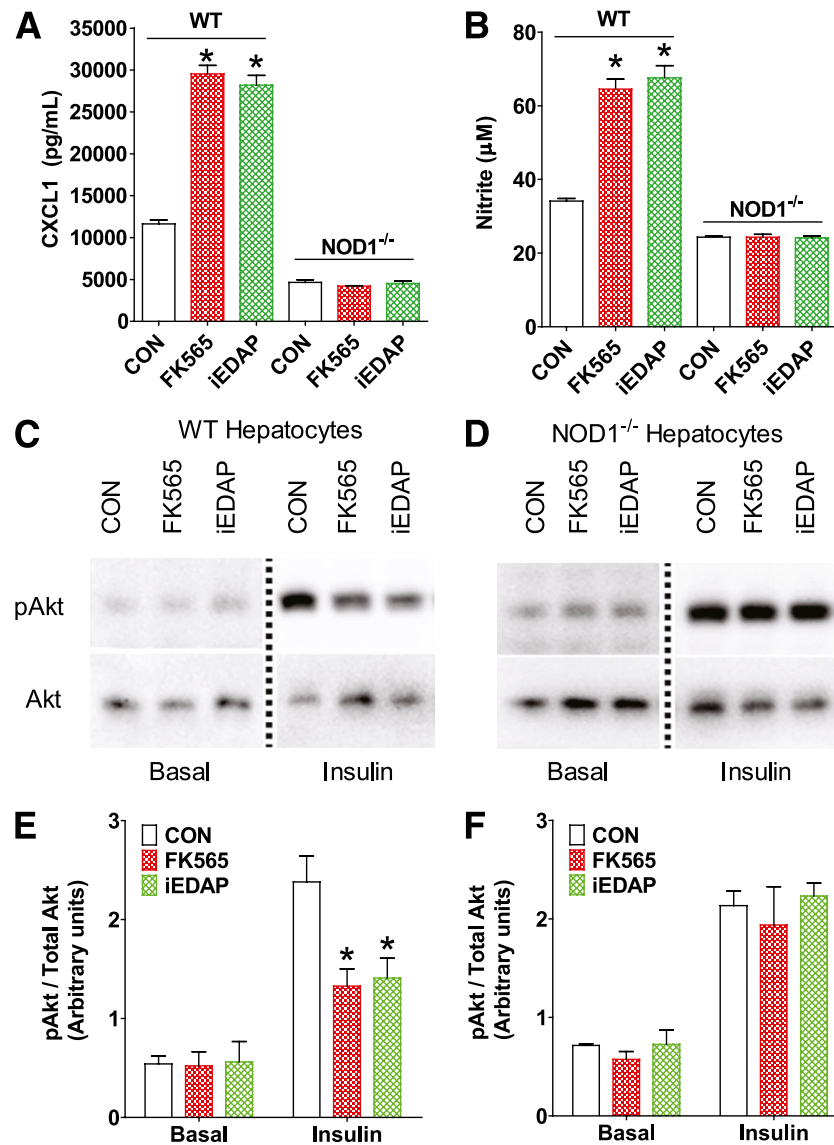 A
WT
CXCL1 (pg/mL)
35000
30000
25000
20000
15000
10000
5000
0
*
*
NOD1-/-
CON
FK565
iEDAP
CON
FK565
iEDAP
B
WT
Nitrite (μM)
80
60
40
20
0
*
*
NOD1-/-
CON
FK565
iEDAP
CON
FK565
iEDAP
C
WT Hepatocytes
CON
FK565
iEDAP
CON
FK565
iEDAP
pAkt
Akt
Basal
Insulin
D
NOD1-/- Hepatocytes
CON
FK565
iEDAP
CON
FK565
iEDAP
Basal
Insulin
E
pAkt / Total Akt
(Arbitrary units)
3
2
1
0
CON
FK565
iEDAP
*
*
Basal
Insulin
F
pAkt / Total Akt
(Arbitrary units)
3
2
1
0
CON
FK565
iEDAP
Basal
Insulin